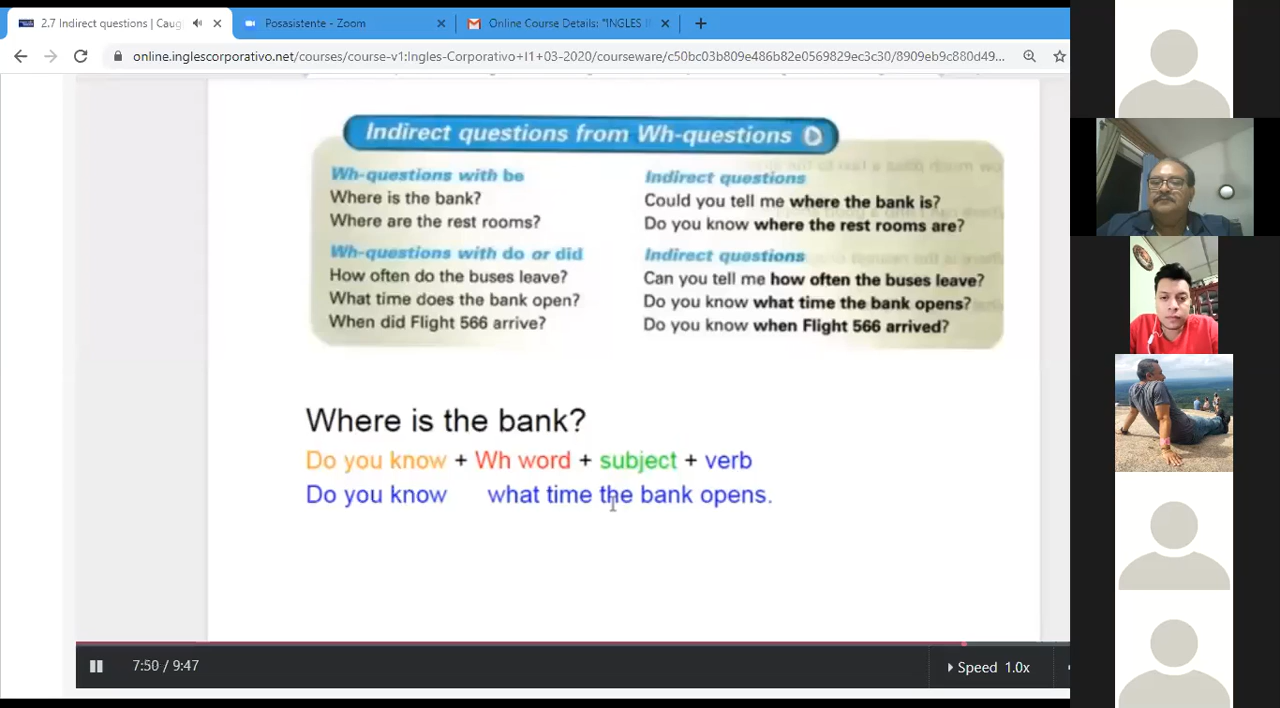 2.7 Indirect questions | Caug
Posasistente - Zoom
Online Course Details: "INGLES I
online.inglescorporativo.net/courses/course-v1:Ingles-Corporativo+I1+03-2020/courseware/c50bc03b809e486b82e0569829ec3c30/8909eb9c880d49...
Indirect questions from Wh-questions
Wh-questions with be
Where is the bank?
Where are the rest rooms?
Wh-questions with do or did
How often do the buses leave?
What time does the bank open?
When did Flight 566 arrive?
Indirect questions
Could you tell me where the bank is?
Do you know where the rest rooms are?
Indirect questions
Can you tell me how often the buses leave?
Do you know what time the bank opens?
Do you know when Flight 566 arrived?
Where is the bank?
Do you know + Wh word + subject + verb
Do you know what time the bank opens.
7:50 / 9:47
Speed 1.0x